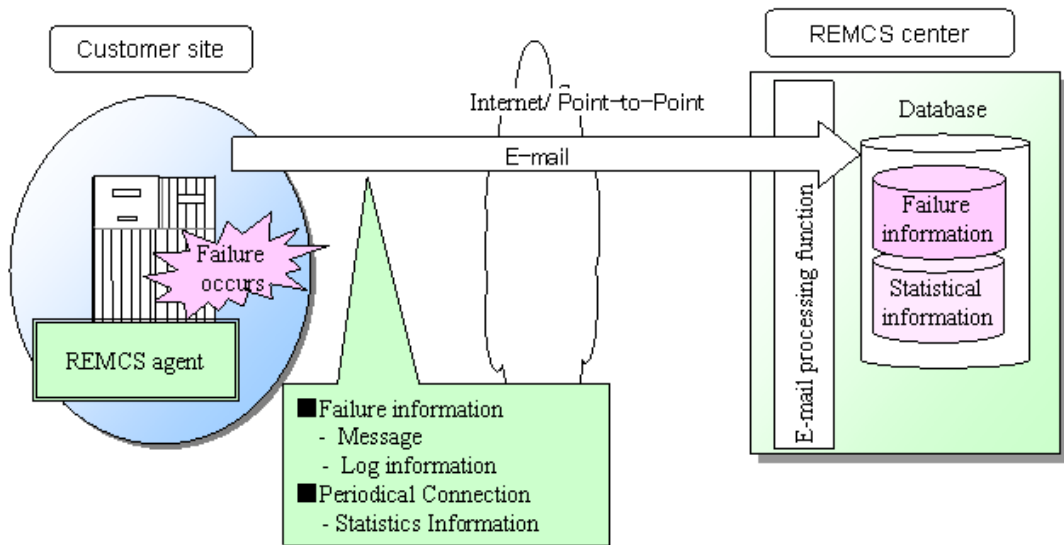 Customer site
REMCS center
Internet/ Point-to-Point
E-mail
Failure
occurs
REMCS agent
■Failure information
- Message
- Log information
■Periodical Connection
- Statistics Information
E-mail processing function
Database
Failure
information
Statistical
information